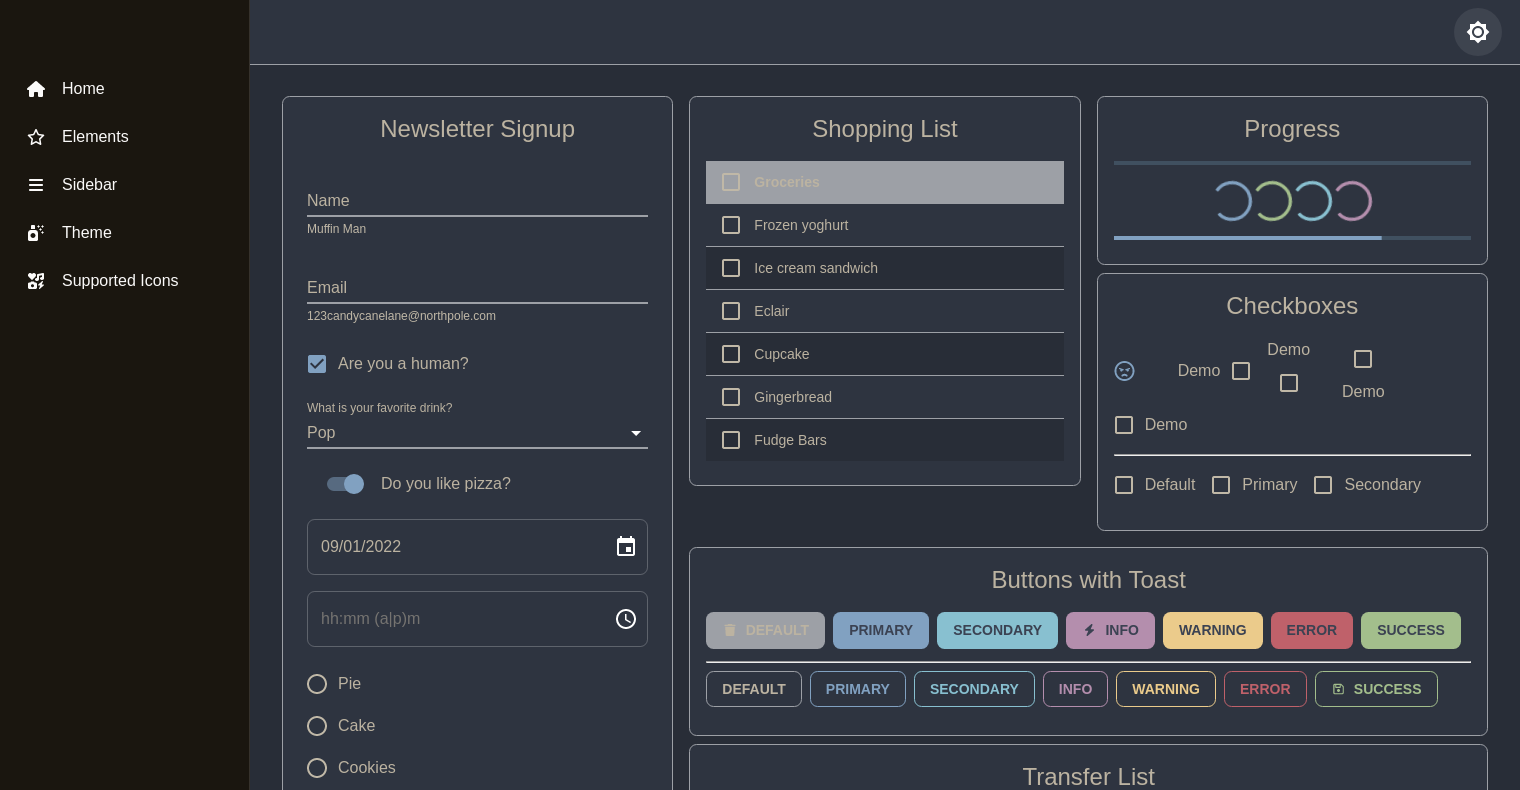 Home
Elements
Sidebar
Theme
Supported Icons
Newsletter Signup
Name
Muffin Man
Email
123candycanelane@northpole.com
Are you a human?
What is your favorite drink?
Pop
Do you like pizza?
09/01/2022
hh:mm (a|p)m
Pie
Cake
Cookies
Shopping List
Groceries
Frozen yoghurt
Ice cream sandwich
Eclair
Cupcake
Gingerbread
Fudge Bars
Progress
Checkboxes
Demo
Demo
Demo
Demo
Default Primary Secondary
Buttons with Toast
DEFAULT PRIMARY SECONDARY INFO WARNING ERROR SUCCESS
DEFAULT PRIMARY SECONDARY INFO WARNING ERROR SUCCESS
Transfer List